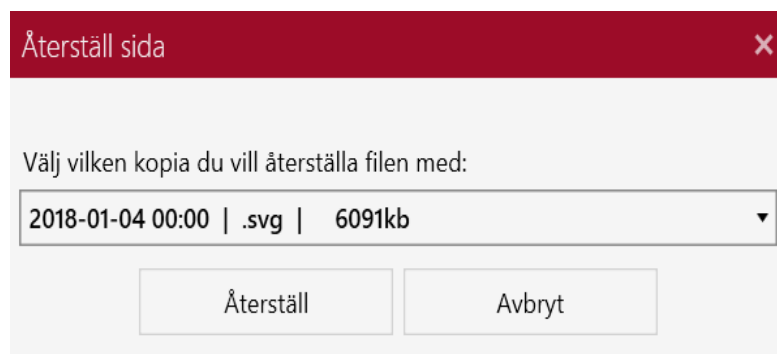 Återställ sida
Välj vilken kopia du vill återställa filen med:
2018-01-04 00:00 | .svg | 6091kb
Återställ
Avbryt